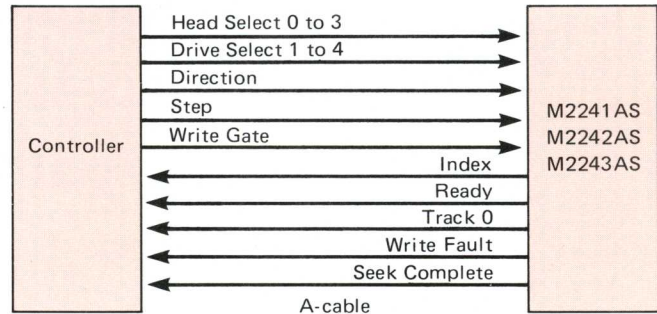 Head Select 0 to 3
Drive Select 1 to 4
Direction
Step
Write Gate
Controller
Index
Ready
Track 0
Write Fault
Seek Complete
M2241AS
M2242AS
M2243AS
A-cable